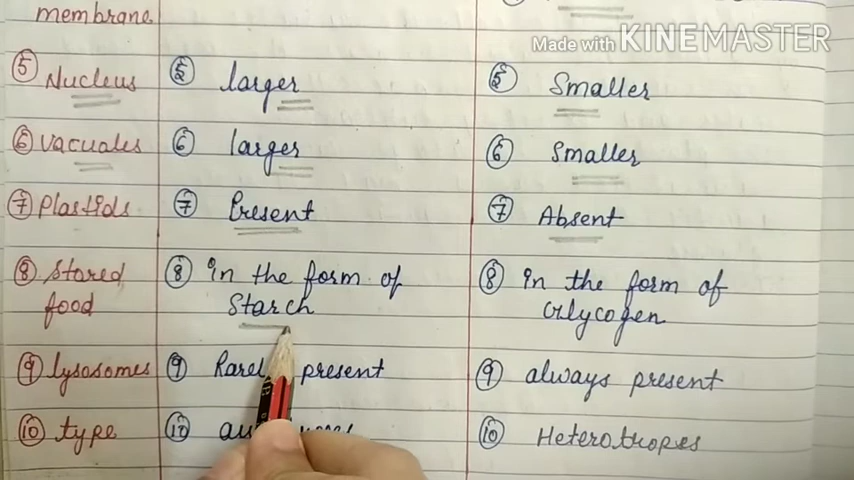 Made with KINEMASTER
membrane
⑤ Nucleus ⑤ larger ⑤ Smaller
⑥ Vacuoles ⑥ larger ⑥ Smaller
⑦ Plastids ⑦ Present ⑦ Absent
⑧ Stored ⑧ in the form of ⑧ in the form of
food Starch Glycogen
⑨ lysosomes ⑨ present ⑨ always present
⑩ type ⑩ ⑩ Heterotropes